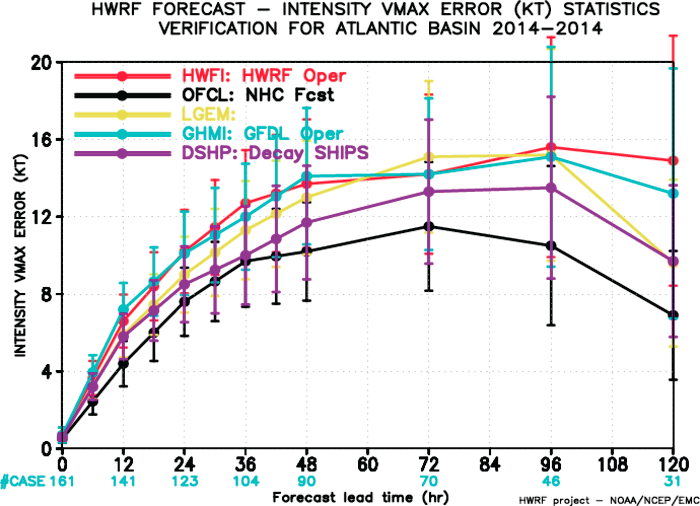 HWRF FORECAST – INTENSITY VMAX ERROR (KT) STATISTICS
VERIFICATION FOR ATLANTIC BASIN 2014–2014
HWFI: HWRF Oper
OFCL: NHC Fcst
LGEM:
GHMI: GFDL Oper
DSHP: Decay SHIPS
INTENSITY VMAX ERROR (KT)
20
16
12
8
4
0
0 12 24 36 48 60 72 84 96 108 120
#CASE 161 141 123 104 90 70 46 31
Forecast lead time (hr)
HWRF project – NOAA/NCEP/EMC